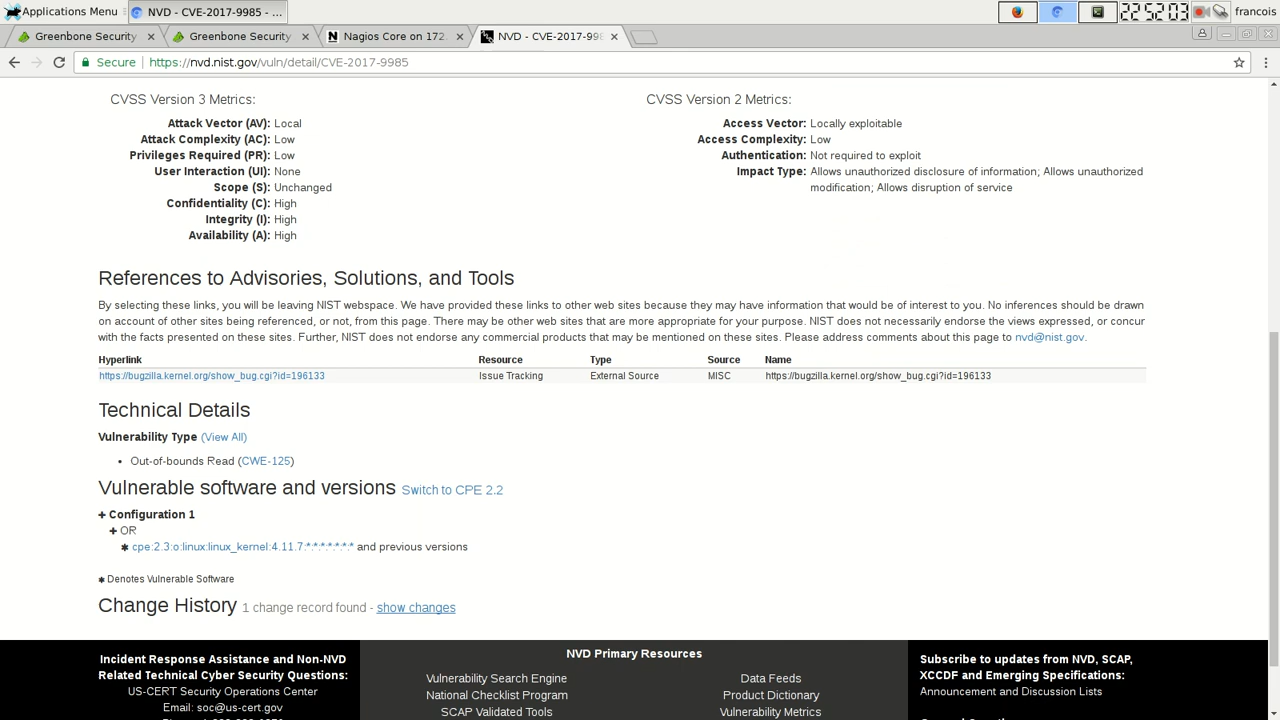 Applications Menu
NVD - CVE-2017-9985 - ...
22:52:03
francois
Greenbone Security
Greenbone Security
Nagios Core on 172.
NVD - CVE-2017-998
Secure https://nvd.nist.gov/vuln/detail/CVE-2017-9985
CVSS Version 3 Metrics:
Attack Vector (AV): Local
Attack Complexity (AC): Low
Privileges Required (PR): Low
User Interaction (UI): None
Scope (S): Unchanged
Confidentiality (C): High
Integrity (I): High
Availability (A): High
CVSS Version 2 Metrics:
Access Vector: Locally exploitable
Access Complexity: Low
Authentication: Not required to exploit
Impact Type: Allows unauthorized disclosure of information; Allows unauthorized
modification; Allows disruption of service
References to Advisories, Solutions, and Tools
By selecting these links, you will be leaving NIST webspace. We have provided these links to other web sites because they may have information that would be of interest to you. No inferences should be drawn
on account of other sites being referenced, or not, from this page. There may be other web sites that are more appropriate for your purpose. NIST does not necessarily endorse the views expressed, or concur
with the facts presented on these sites. Further, NIST does not endorse any commercial products that may be mentioned on these sites. Please address comments about this page to nvd@nist.gov.
Hyperlink Resource Type Source Name
https://bugzilla.kernel.org/show_bug.cgi?id=196133 Issue Tracking External Source MISC https://bugzilla.kernel.org/show_bug.cgi?id=196133
Technical Details
Vulnerability Type (View All)
• Out-of-bounds Read (CWE-125)
Vulnerable software and versions Switch to CPE 2.2
+ Configuration 1
+ OR
* cpe:2.3:o:linux:linux_kernel:4.11.7:*:*:*:*:*:*:* and previous versions
* Denotes Vulnerable Software
Change History 1 change record found - show changes
Incident Response Assistance and Non-NVD
Related Technical Cyber Security Questions:
US-CERT Security Operations Center
Email: soc@us-cert.gov
NVD Primary Resources
Vulnerability Search Engine
National Checklist Program
SCAP Validated Tools
Data Feeds
Product Dictionary
Vulnerability Metrics
Subscribe to updates from NVD, SCAP,
XCCDF and Emerging Specifications:
Announcement and Discussion Lists